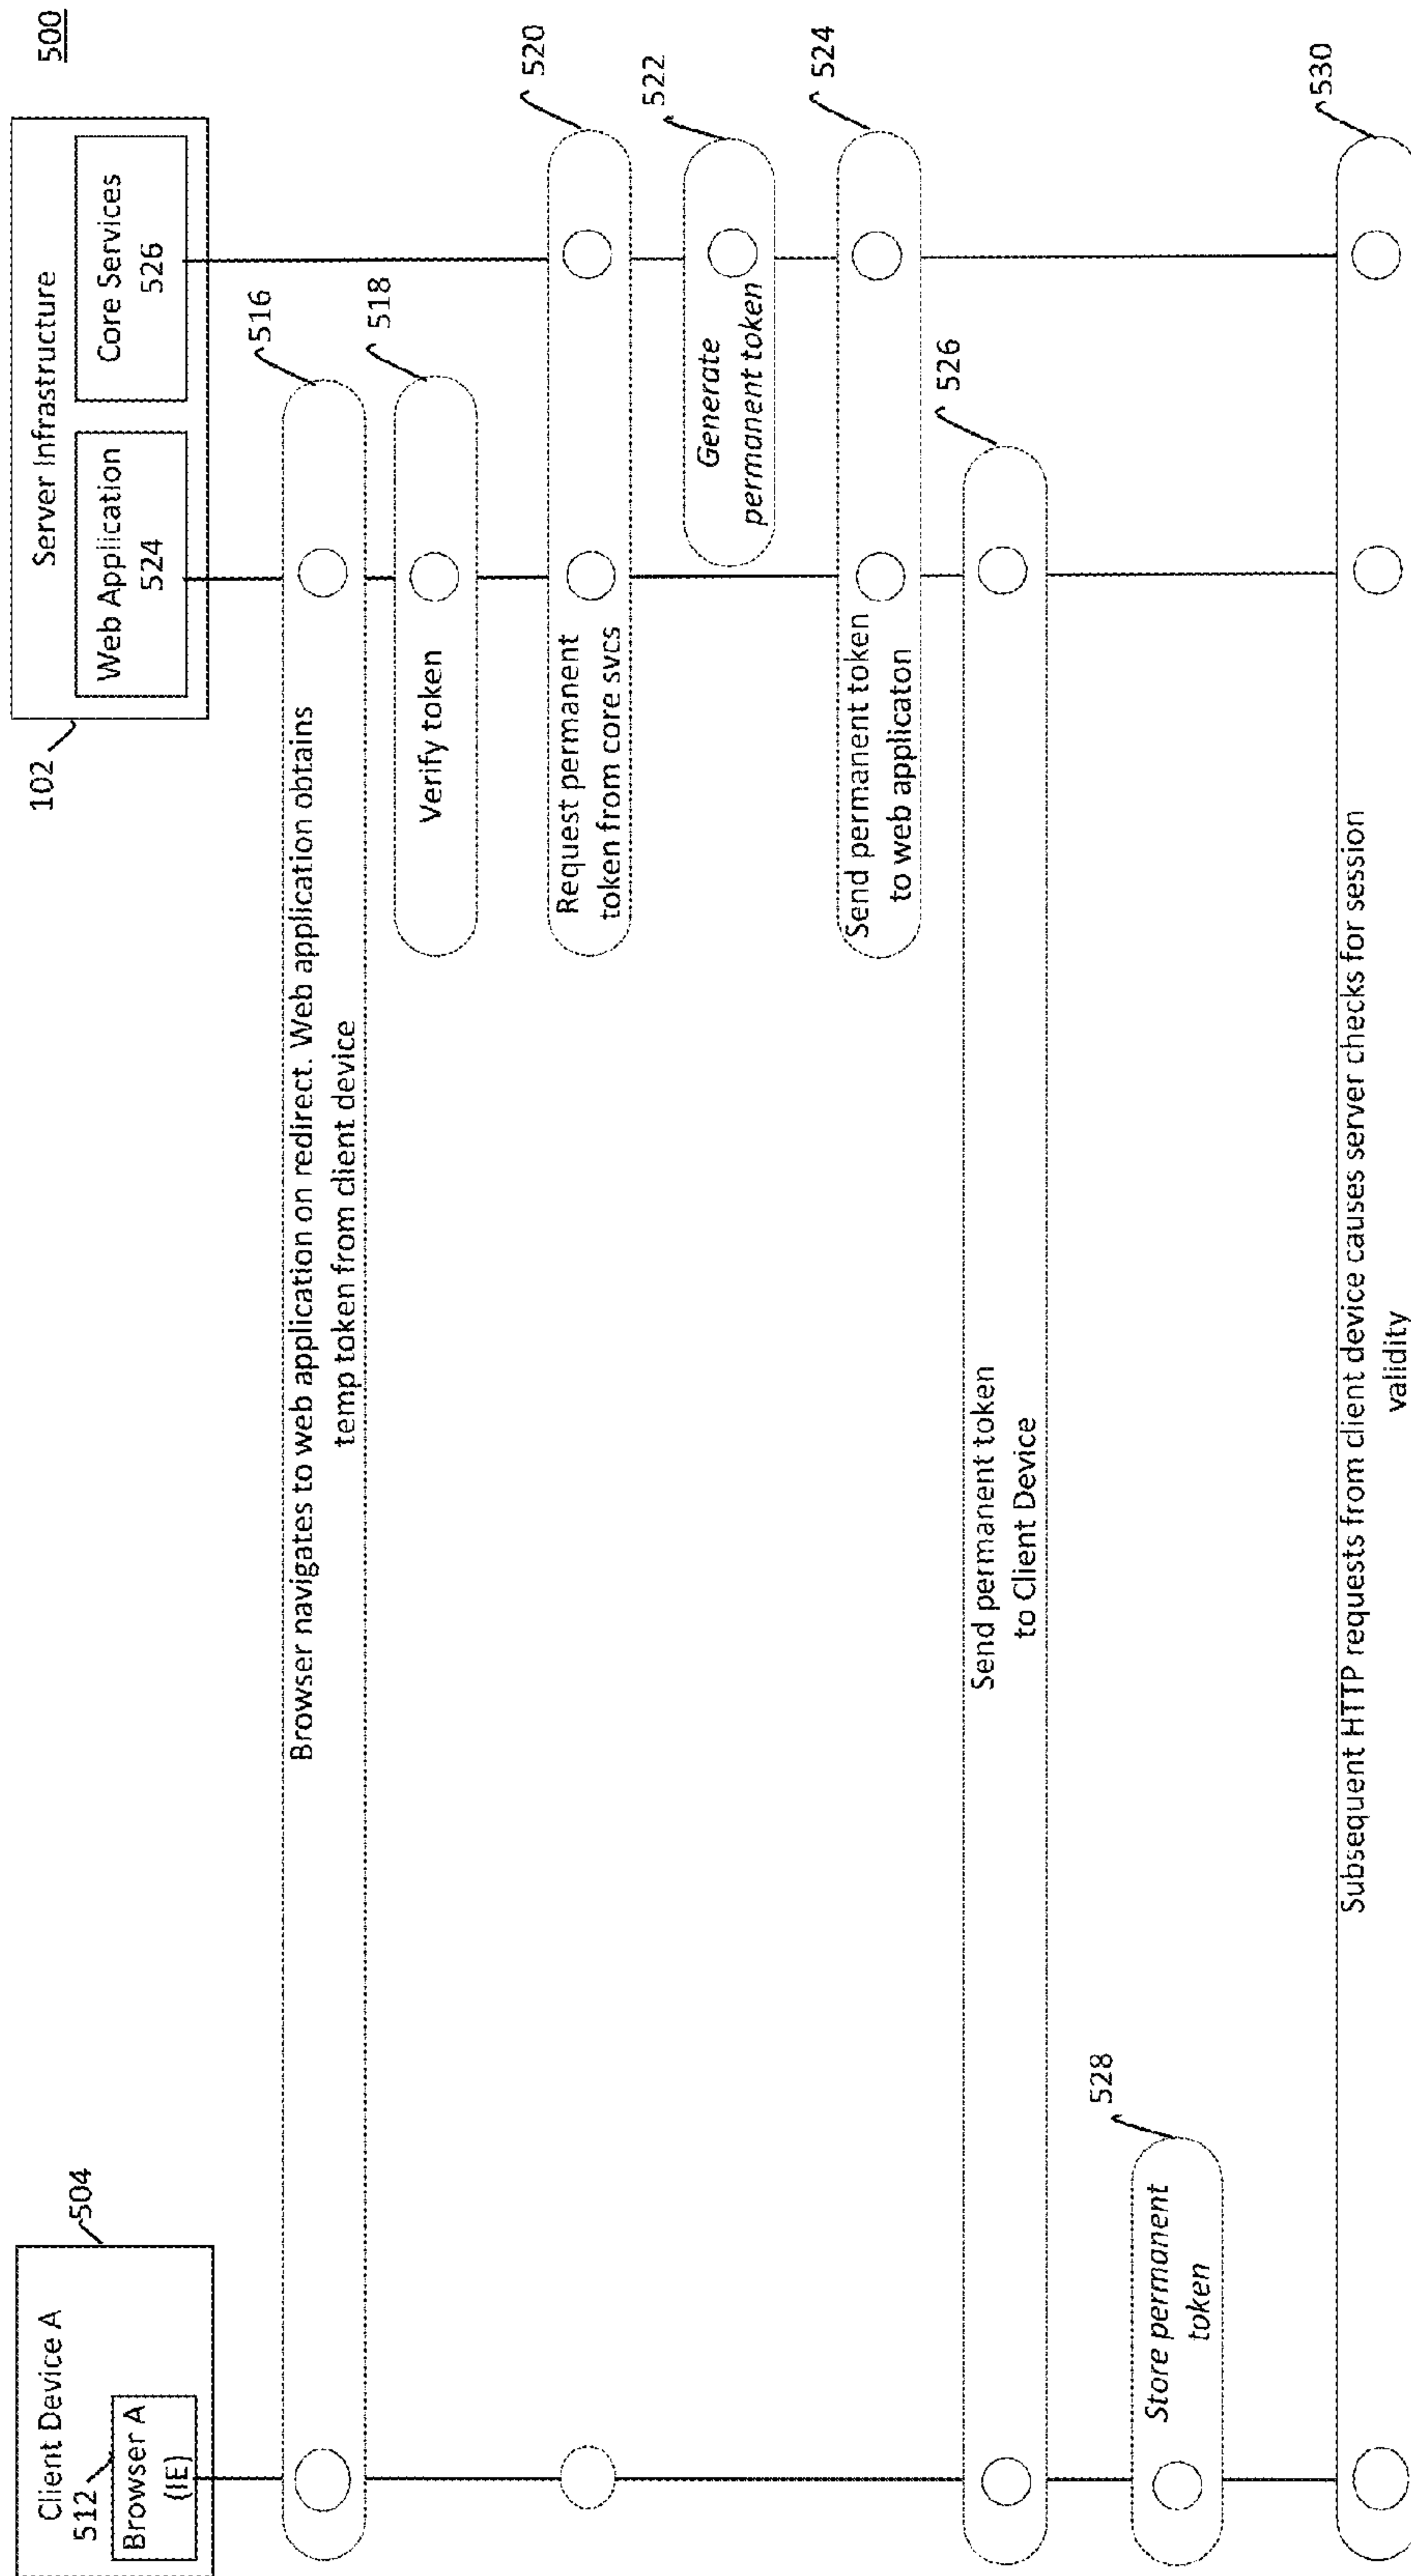 500
Client Device A
504
512
Browser A
(IE)
102
Server Infrastructure
Web Application
524
Core Services
526
516
Browser navigates to web application on redirect. Web application obtains
temp token from client device
518
Verify token
520
Request permanent
token from core svcs
522
Generate
permanent token
524
Send permanent token
to web applicaton
526
Send permanent token
to Client Device
528
Store permanent
token
530
Subsequent HTTP requests from client device causes server checks for session
validity